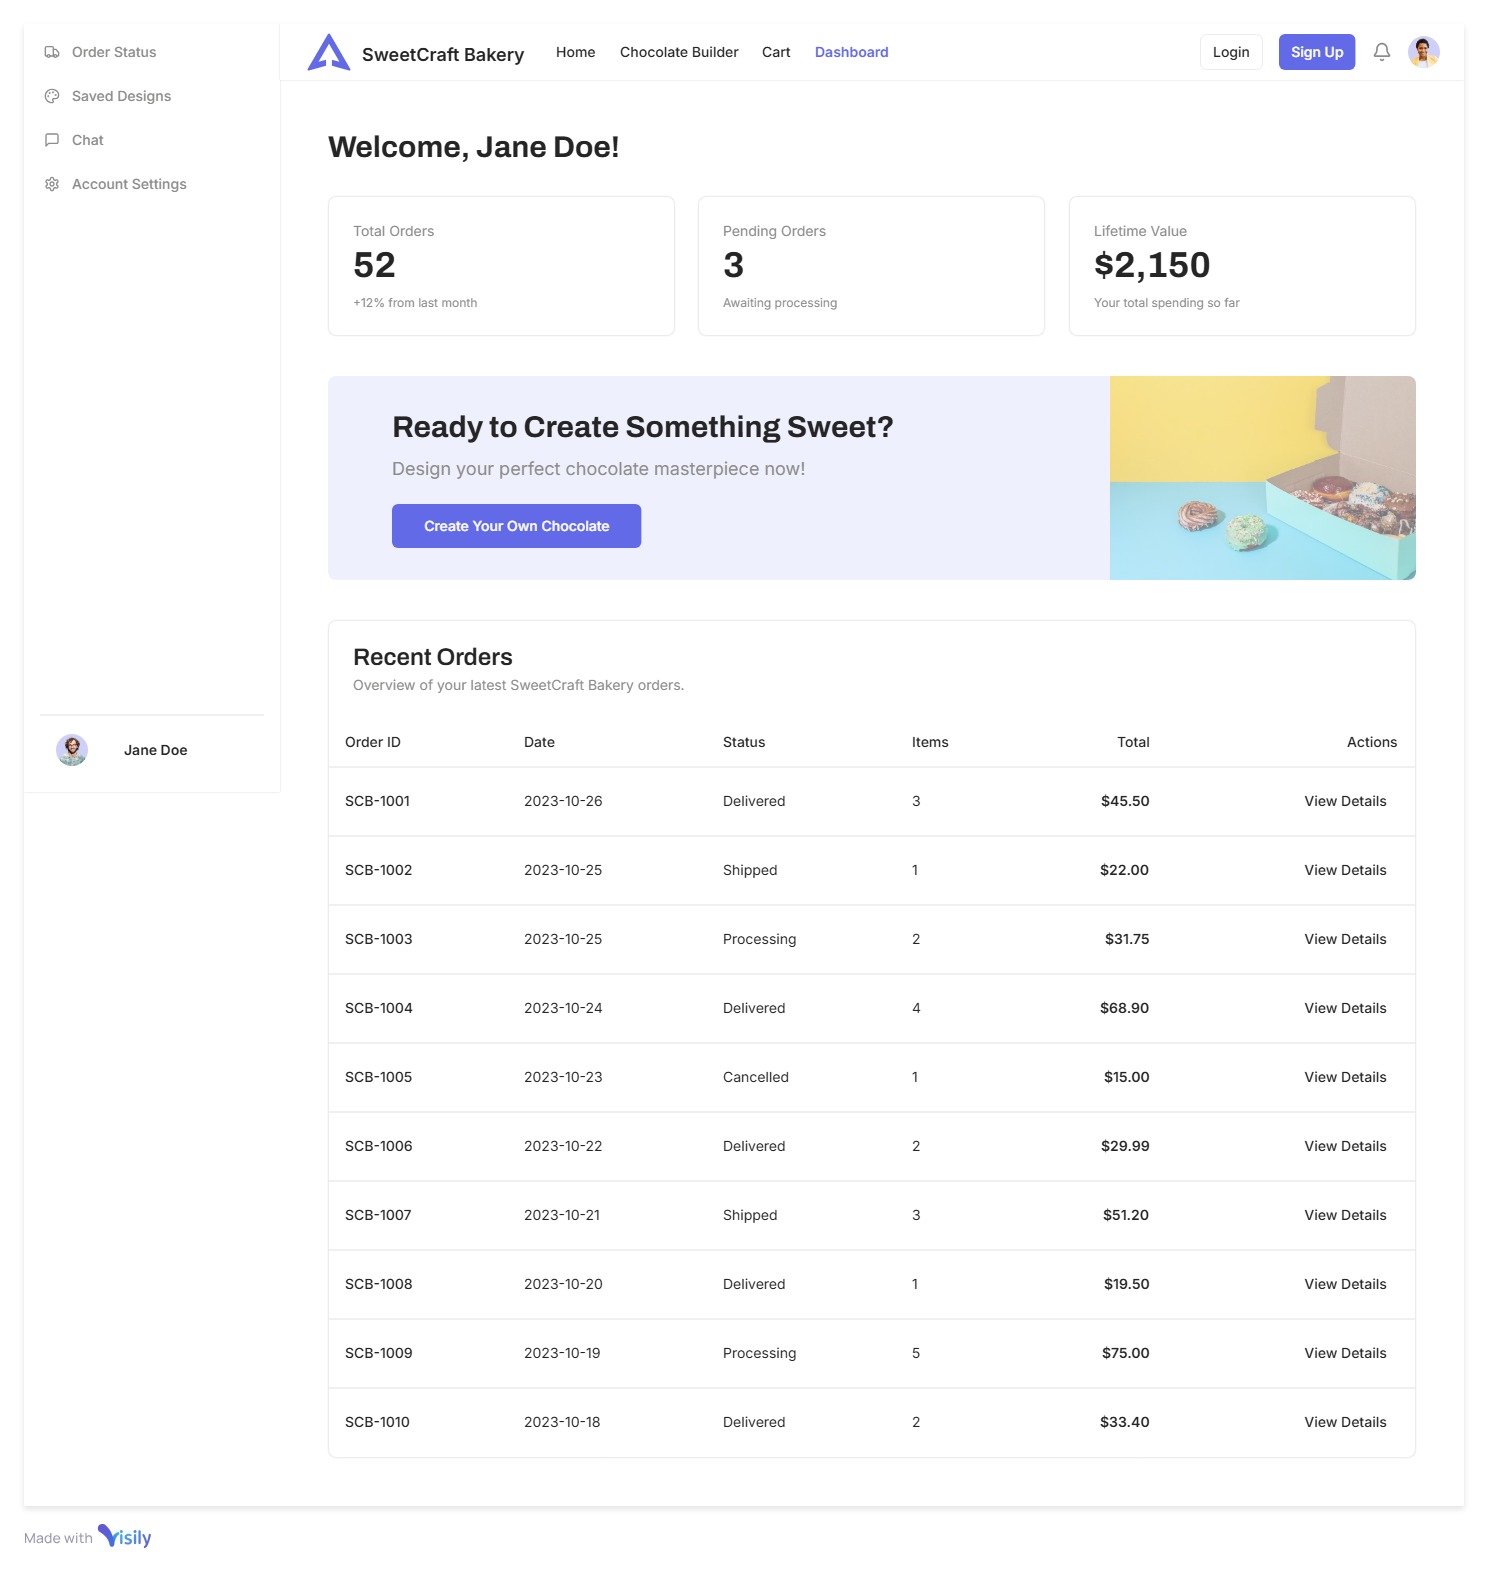 Order Status
Saved Designs
Chat
Account Settings
Jane Doe
SweetCraft Bakery Home Chocolate Builder Cart Dashboard Login Sign Up
Welcome, Jane Doe!
Total Orders
52
+12% from last month
Pending Orders
3
Awaiting processing
Lifetime Value
$2,150
Your total spending so far
Ready to Create Something Sweet?
Design your perfect chocolate masterpiece now!
Create Your Own Chocolate
Recent Orders
Overview of your latest SweetCraft Bakery orders.
Order ID Date Status Items Total Actions
SCB-1001 2023-10-26 Delivered 3 $45.50 View Details
SCB-1002 2023-10-25 Shipped 1 $22.00 View Details
SCB-1003 2023-10-25 Processing 2 $31.75 View Details
SCB-1004 2023-10-24 Delivered 4 $68.90 View Details
SCB-1005 2023-10-23 Cancelled 1 $15.00 View Details
SCB-1006 2023-10-22 Delivered 2 $29.99 View Details
SCB-1007 2023-10-21 Shipped 3 $51.20 View Details
SCB-1008 2023-10-20 Delivered 1 $19.50 View Details
SCB-1009 2023-10-19 Processing 5 $75.00 View Details
SCB-1010 2023-10-18 Delivered 2 $33.40 View Details
Made with Visily